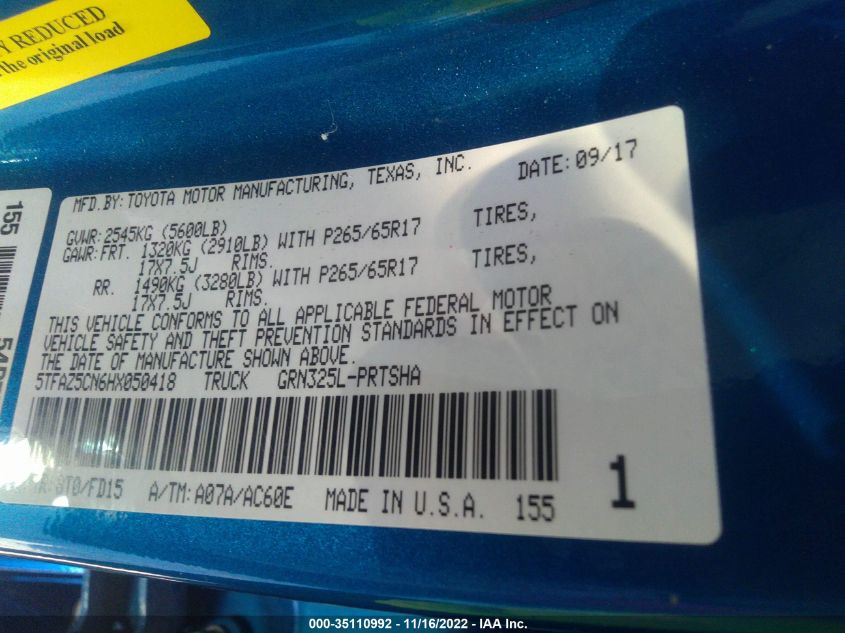 Y REDUCED
the original load
MFD.BY: TOYOTA MOTOR MANUFACTURING, TEXAS, INC. DATE: 09/17
GVWR: 2545KG (5600LB)
GAWR: FRT. 1320KG (2910LB) WITH P265/65R17 TIRES,
17X7.5J RIMS.
RR. 1490KG (3280LB) WITH P265/65R17 TIRES,
17X7.5J RIMS.
THIS VEHICLE CONFORMS TO ALL APPLICABLE FEDERAL MOTOR
VEHICLE SAFETY AND THEFT PREVENTION STANDARDS IN EFFECT ON
THE DATE OF MANUFACTURE SHOWN ABOVE.
5TFAZ5CN6HX050418 TRUCK GRN325L-PRTSHA
8T0/FD15 A/TM: A07A/AC60E MADE IN U.S.A. 155 1
155
000-35110992 - 11/16/2022 - IAA Inc.